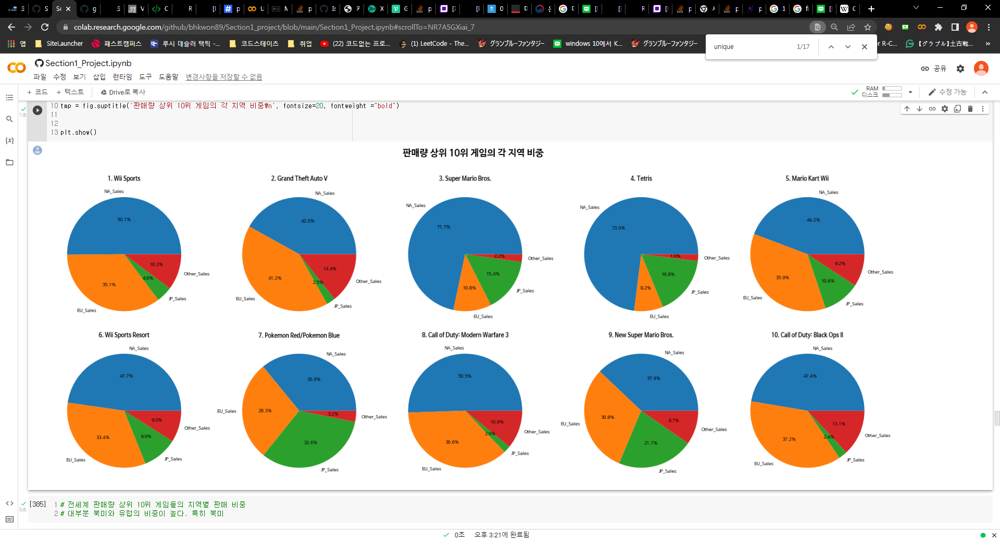 unique 1/17
colab.research.google.com/github/bhkwon89/Section1_project/blob/main/Section1_Project.ipynb#scrollTo=NR7A5GXiai_7
앱 SiteLauncher 패스트캠퍼스 루시 데슬러 택틱 -... 코드스테이츠 취업 (22) 코드없는 프로... (1) LeetCode - The... グランブルーファンタジー windows 10에서 K... グランブルーファンタジー er R-C... 【グラブル】土古戦... »
Section1_Project.ipynb
공유
파일 수정 보기 삽입 런타임 도구 도움말 변경사항을 저장할 수 없음
+ 코드 + 텍스트 Drive로 복사
RAM
디스크
수정 가능
10 tmp = fig.suptitle('판매량 상위 10위 게임의 각 지역 비중₩n', fontsize=20, fontweight ="bold")
1초
11
12
13 plt.show()
판매량 상위 10위 게임의 각 지역 비중
1. Wii Sports
NA_Sales
50.1%
10.2%
Other_Sales
4.6%
35.1%
JP_Sales
EU_Sales
2. Grand Theft Auto V
NA_Sales
42.0%
14.4%
41.2%
Other_Sales
2.5%
EU_Sales
JP_Sales
3. Super Mario Bros.
NA_Sales
71.7%
2.2%
Other_Sales
15.4%
10.8%
JP_Sales
EU_Sales
4. Tetris
NA_Sales
73.0%
1.9%
Other_Sales
16.8%
8.2%
JP_Sales
EU_Sales
5. Mario Kart Wii
NA_Sales
44.2%
9.2%
Other_Sales
35.9%
10.6%
EU_Sales
JP_Sales
6. Wii Sports Resort
NA_Sales
47.7%
9.0%
Other_Sales
33.4%
9.9%
EU_Sales
JP_Sales
7. Pokemon Red/Pokemon Blue
NA_Sales
35.9%
EU_Sales
28.3%
3.2%
Other_Sales
32.6%
JP_Sales
8. Call of Duty: Modern Warfare 3
NA_Sales
50.5%
10.9%
Other_Sales
2.0%
36.6%
JP_Sales
EU_Sales
9. New Super Mario Bros.
NA_Sales
37.9%
30.8%
9.7%
EU_Sales
Other_Sales
21.7%
JP_Sales
10. Call of Duty: Black Ops II
NA_Sales
47.4%
13.1%
Other_Sales
2.4%
37.2%
JP_Sales
EU_Sales
[385] 1 # 전세계 판매량 상위 10위 게임들의 지역별 판매 비중
0초 2 # 대부분 북미와 유럽의 비중이 높다. 특히 북미
0초 오후 3:21에 완료됨